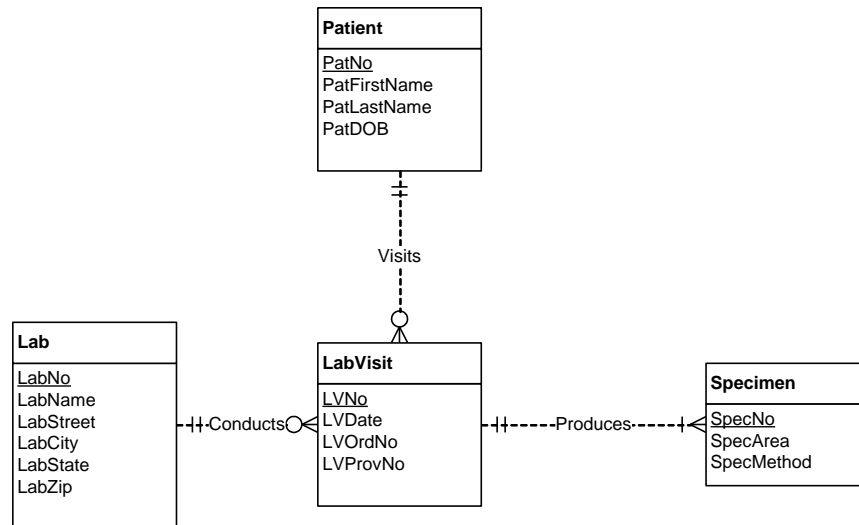 Patient
PatNo
PatFirstName
PatLastName
PatDOB
Visits
Lab
LabNo
LabName
LabStreet
LabCity
LabState
LabZip
Conducts
LabVisit
LVNo
LVDate
LVOrdNo
LVProvNo
Produces
Specimen
SpecNo
SpecArea
SpecMethod